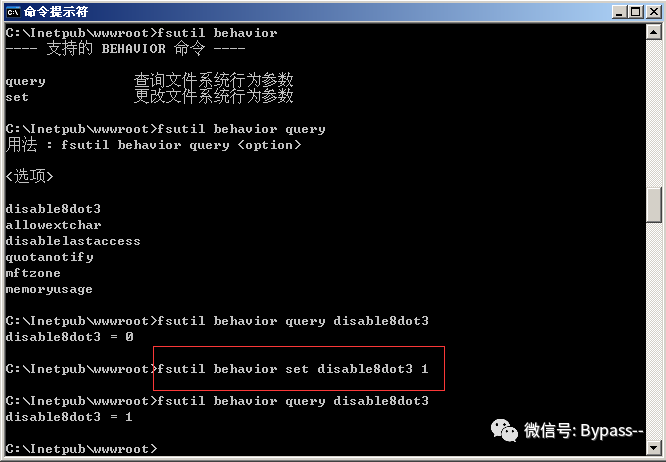 命令提示符
C:\Inetpub\wwwroot>fsutil behavior
---- 支持的 BEHAVIOR 命令 ----
query 查询文件系统行为参数
set 更改文件系统行为参数
C:\Inetpub\wwwroot>fsutil behavior query
用法 : fsutil behavior query <option>
<选项>
disable8dot3
allowextchar
disablelastaccess
quotanotify
mftzone
memoryusage
C:\Inetpub\wwwroot>fsutil behavior query disable8dot3
disable8dot3 = 0
C:\Inetpub\wwwroot>fsutil behavior set disable8dot3 1
C:\Inetpub\wwwroot>fsutil behavior query disable8dot3
disable8dot3 = 1
微信号: Bypass--
C:\Inetpub\wwwroot>